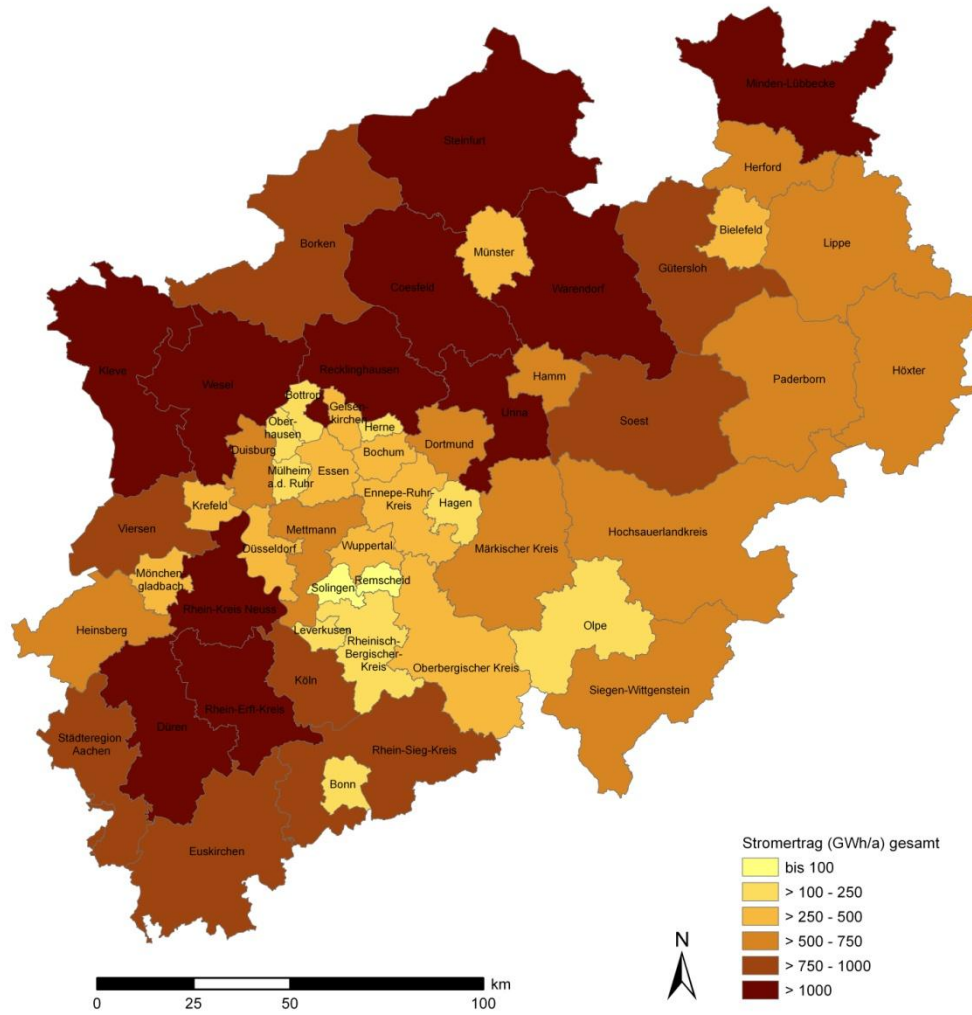 Minden-Lübbecke
Steinfurt
Herford
Bielefeld
Lippe
Borken
Münster
Gütersloh
Coesfeld
Warendorf
Kleve
Wesel
Recklinghausen
Hamm
Paderborn
Höxter
Bottrop
Gelsen-
kirchen
Unna
Soest
Ober-
hausen
Herne
Dortmund
Duisburg
Essen
Bochum
Mülheim
a.d. Ruhr
Ennepe-Ruhr-
Kreis
Hagen
Krefeld
Viersen
Mettmann
Hochsauerlandkreis
Düsseldorf
Wuppertal
Märkischer Kreis
Mönchen-
gladbach
Solingen
Remscheid
Rhein-Kreis Neuss
Heinsberg
Leverkusen
Rheinisch-
Bergischer-
Kreis
Olpe
Oberbergischer Kreis
Köln
Siegen-Wittgenstein
Rhein-Erft-Kreis
Düren
Städteregion
Aachen
Rhein-Sieg-Kreis
Bonn
Euskirchen
Stromertrag (GWh/a) gesamt
bis 100
> 100 - 250
> 250 - 500
> 500 - 750
> 750 - 1000
> 1000
N
km
0 25 50 100